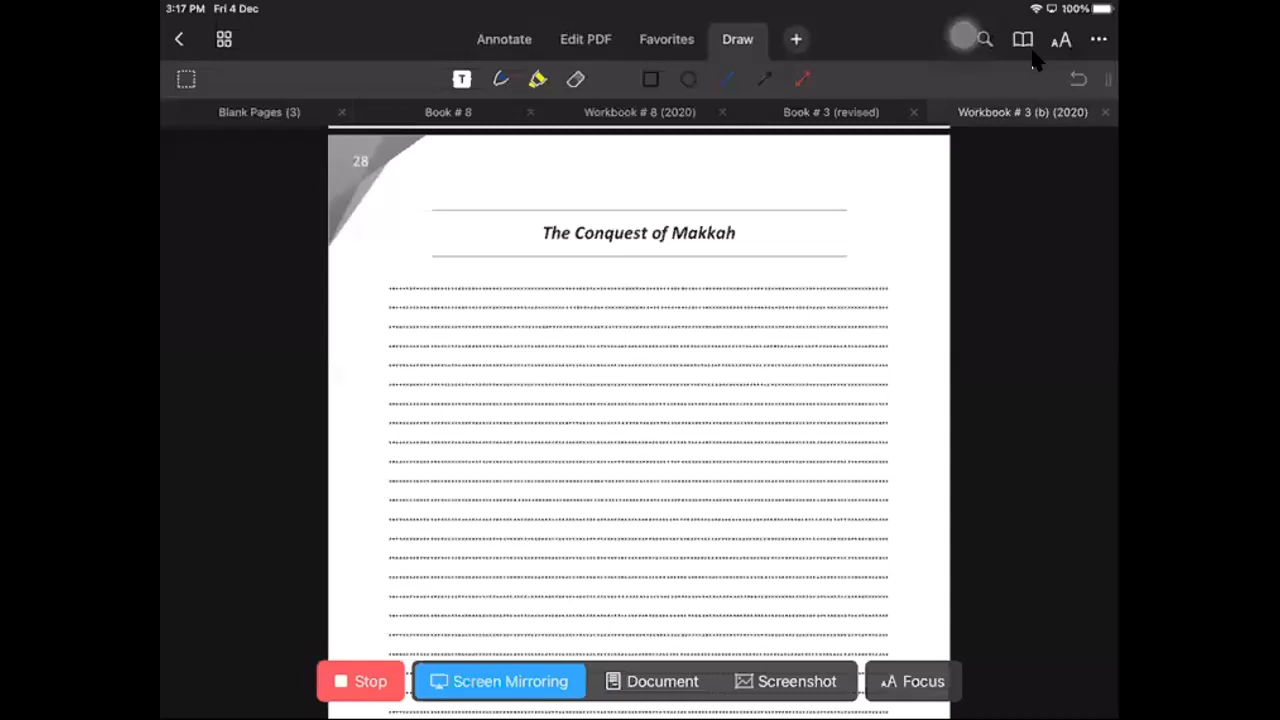 3:17 PM Fri 4 Dec 100%
Annotate Edit PDF Favorites Draw +
T
Blank Pages (3) × Book # 8 × Workbook # 8 (2020) × Book # 3 (revised) × Workbook # 3 (b) (2020) ×
28
The Conquest of Makkah
Stop Screen Mirroring Document Screenshot AA Focus